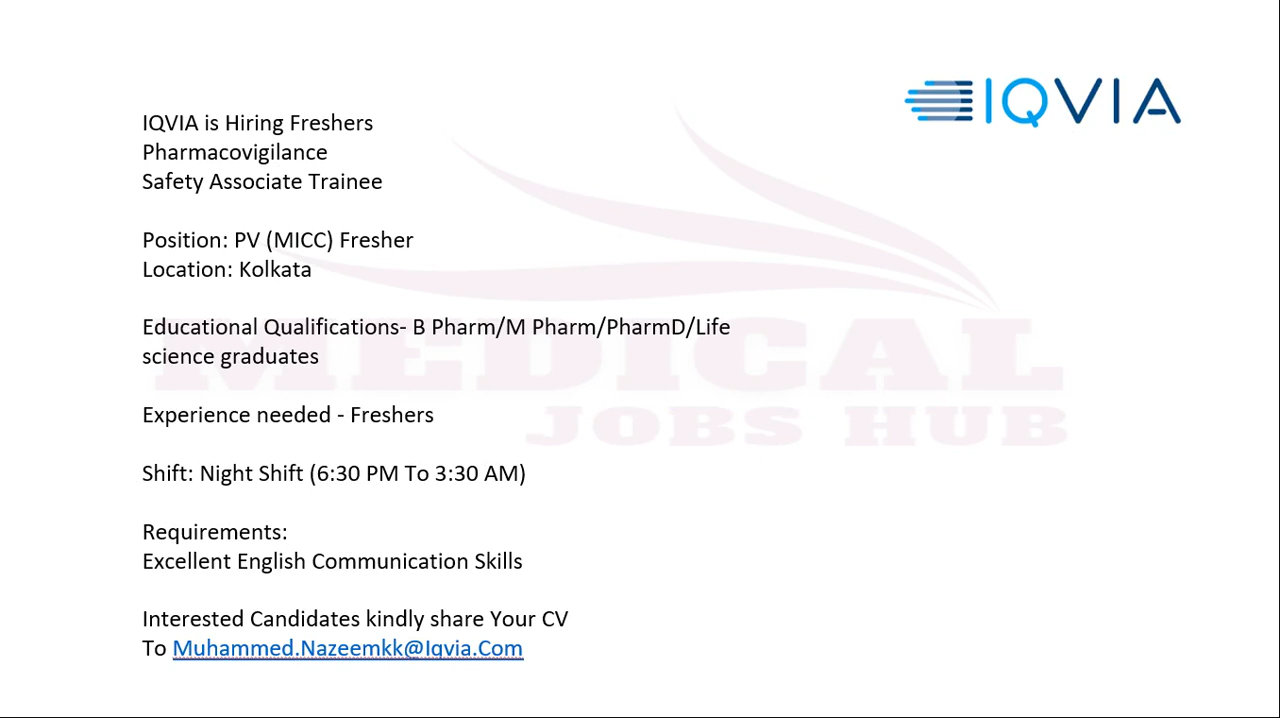 IQVIA
IQVIA is Hiring Freshers
Pharmacovigilance
Safety Associate Trainee
Position: PV (MICC) Fresher
Location: Kolkata
Educational Qualifications- B Pharm/M Pharm/PharmD/Life
science graduates
MEDICAL
JOBS HUB
Experience needed - Freshers
Shift: Night Shift (6:30 PM To 3:30 AM)
Requirements:
Excellent English Communication Skills
Interested Candidates kindly share Your CV
To Muhammed.Nazeemkk@Iqvia.Com